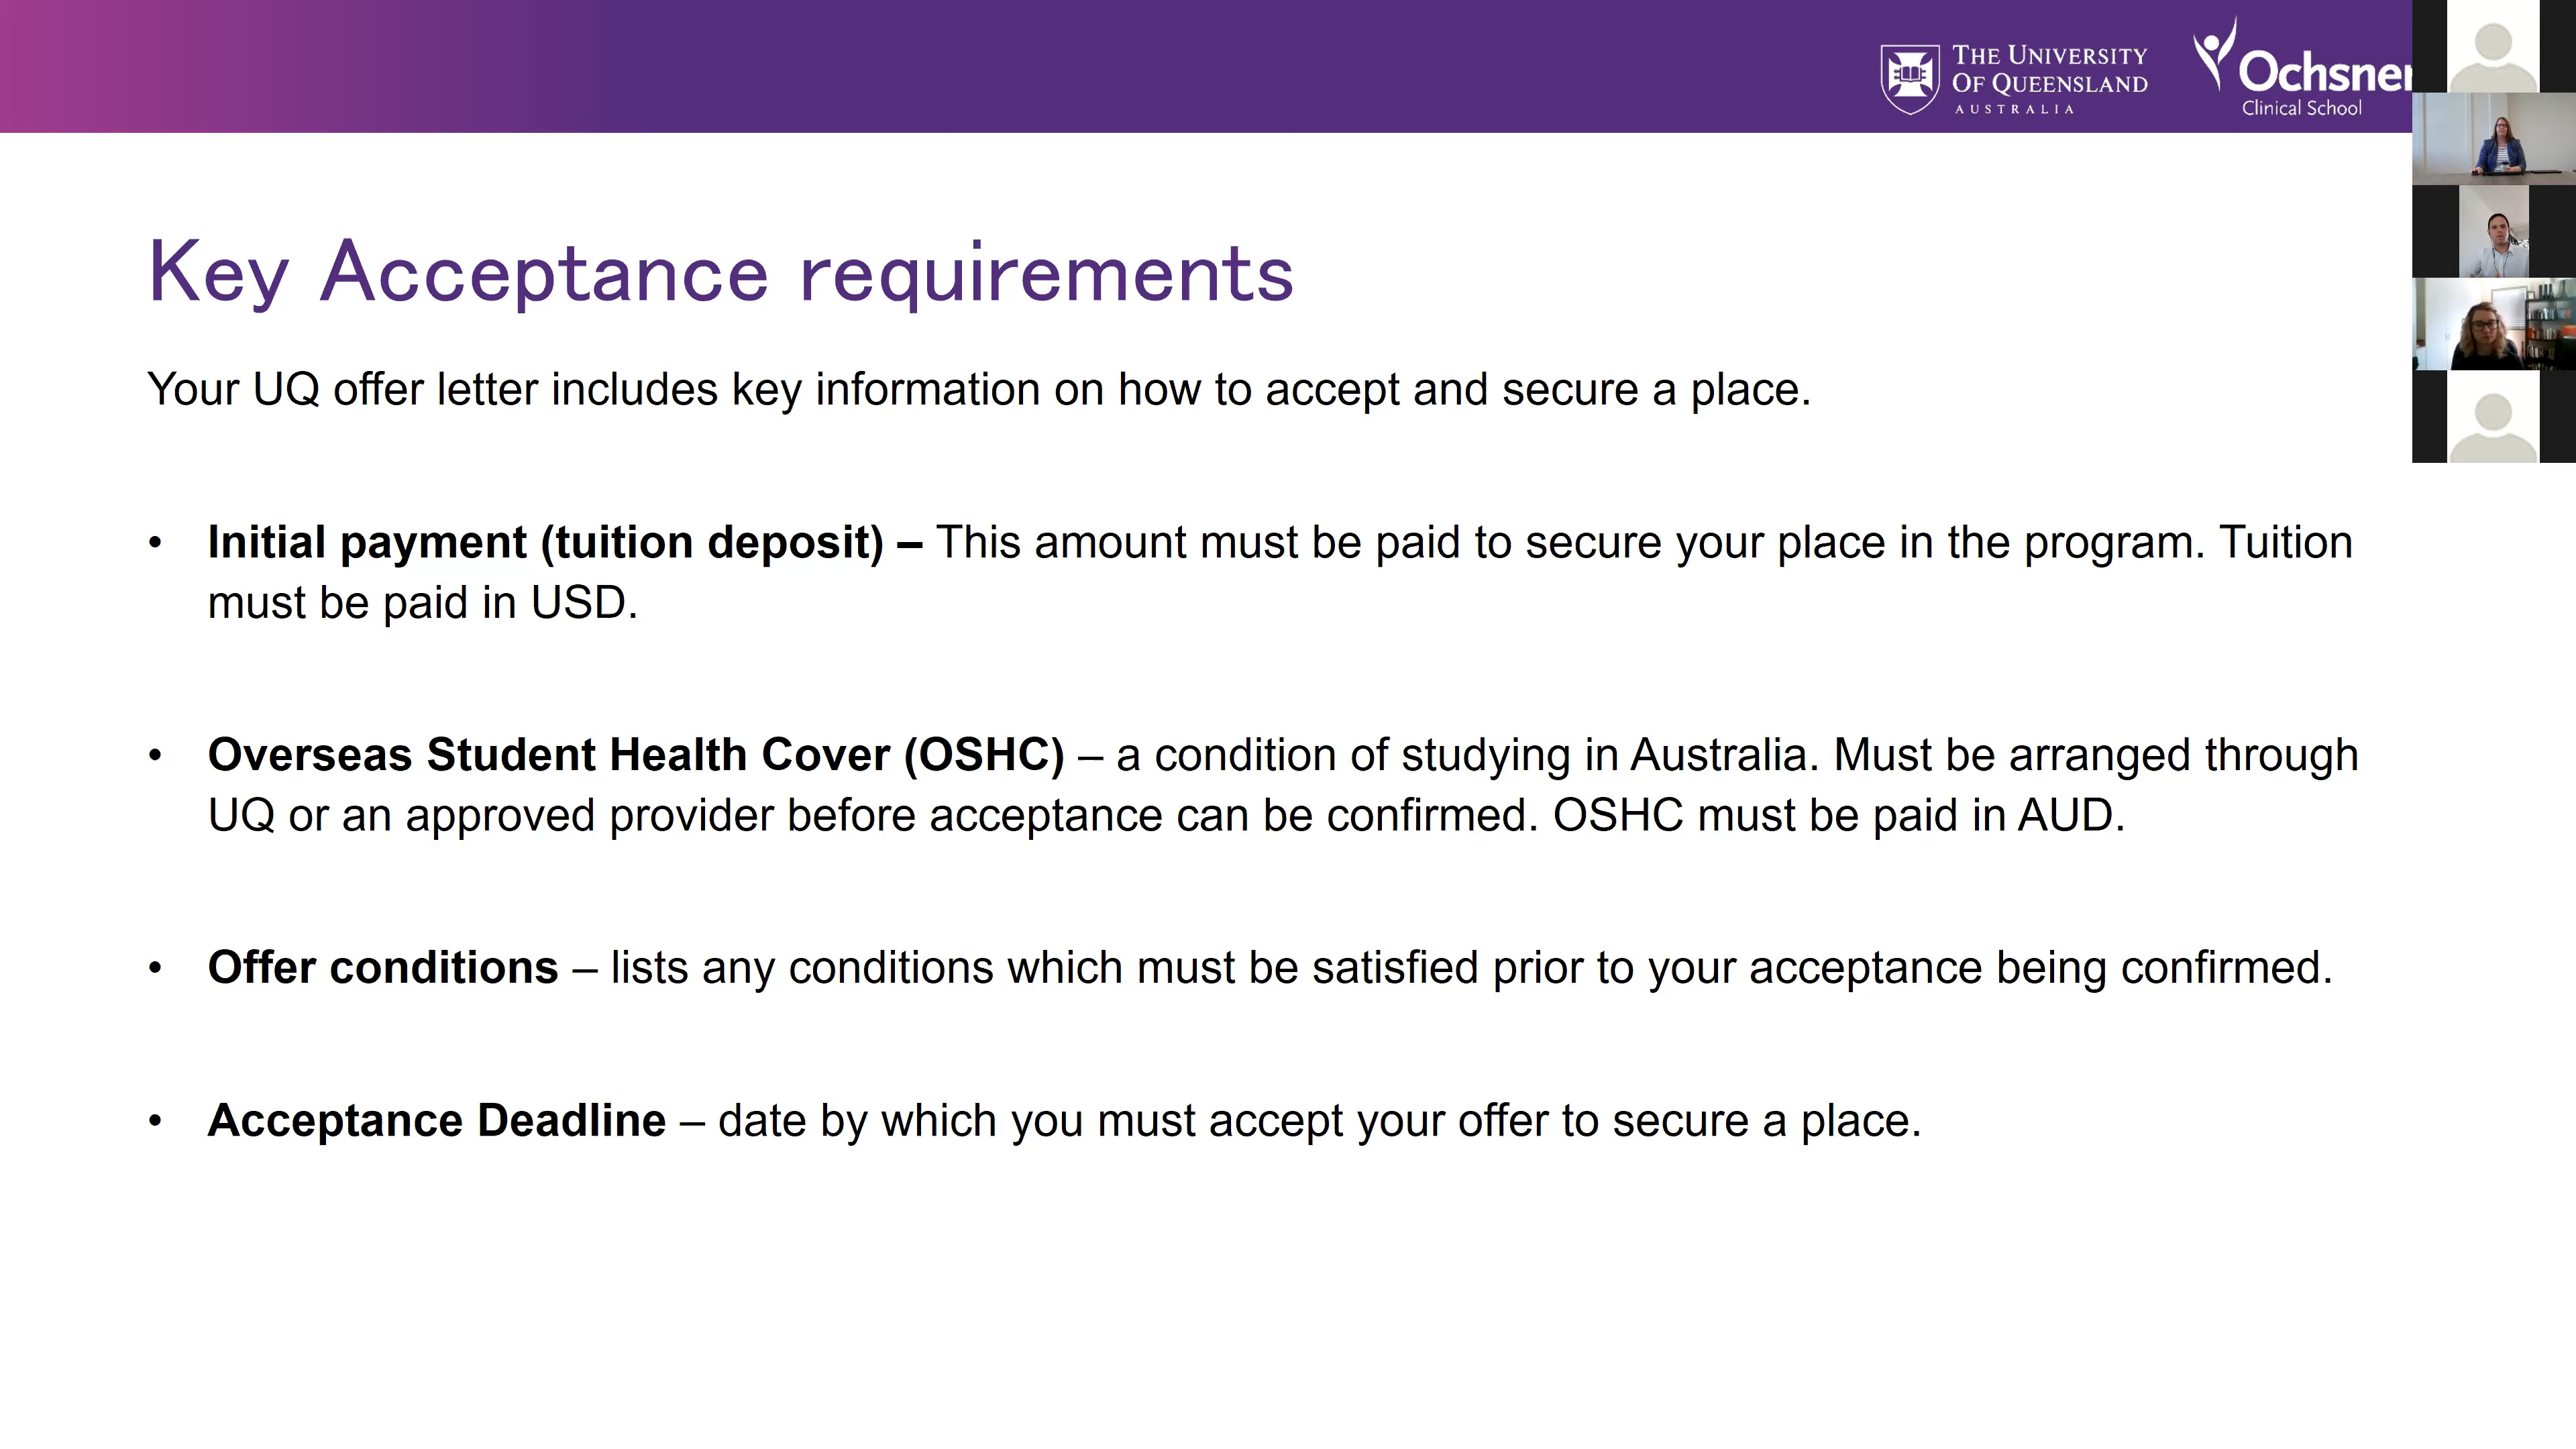 THE UNIVERSITY
OF QUEENSLAND
AUSTRALIA
Ochsner
Clinical School
Key Acceptance requirements
Your UQ offer letter includes key information on how to accept and secure a place.
• Initial payment (tuition deposit) – This amount must be paid to secure your place in the program. Tuition
must be paid in USD.
• Overseas Student Health Cover (OSHC) – a condition of studying in Australia. Must be arranged through
UQ or an approved provider before acceptance can be confirmed. OSHC must be paid in AUD.
• Offer conditions – lists any conditions which must be satisfied prior to your acceptance being confirmed.
• Acceptance Deadline – date by which you must accept your offer to secure a place.